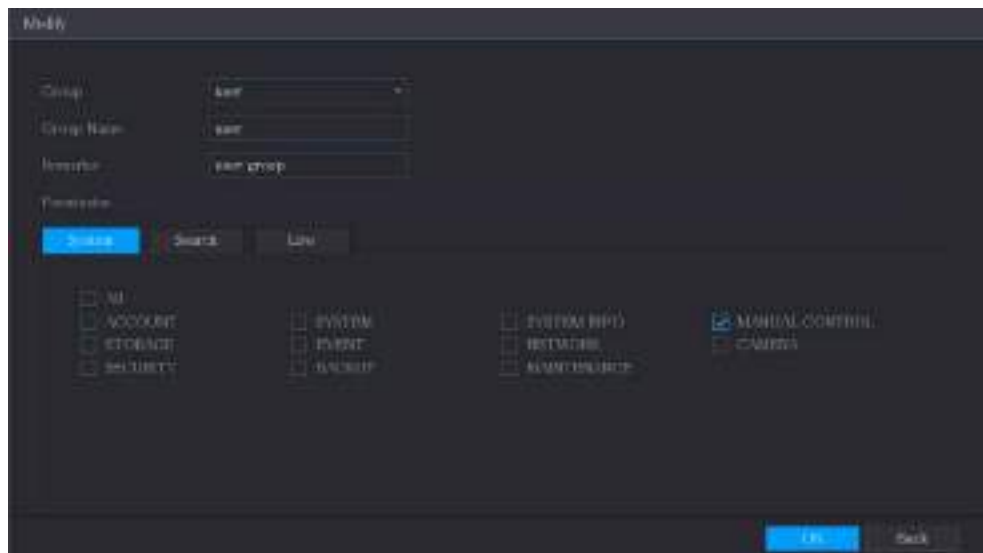 Modify
Group user
Group Name user
Remarks user group
Permission
System Search Live
All
ACCOUNT SYSTEM SYSTEM INFO MANUAL CONTROL
STORAGE EVENT NETWORK CAMERA
SECURITY BACKUP MAINTENANCE
OK Back